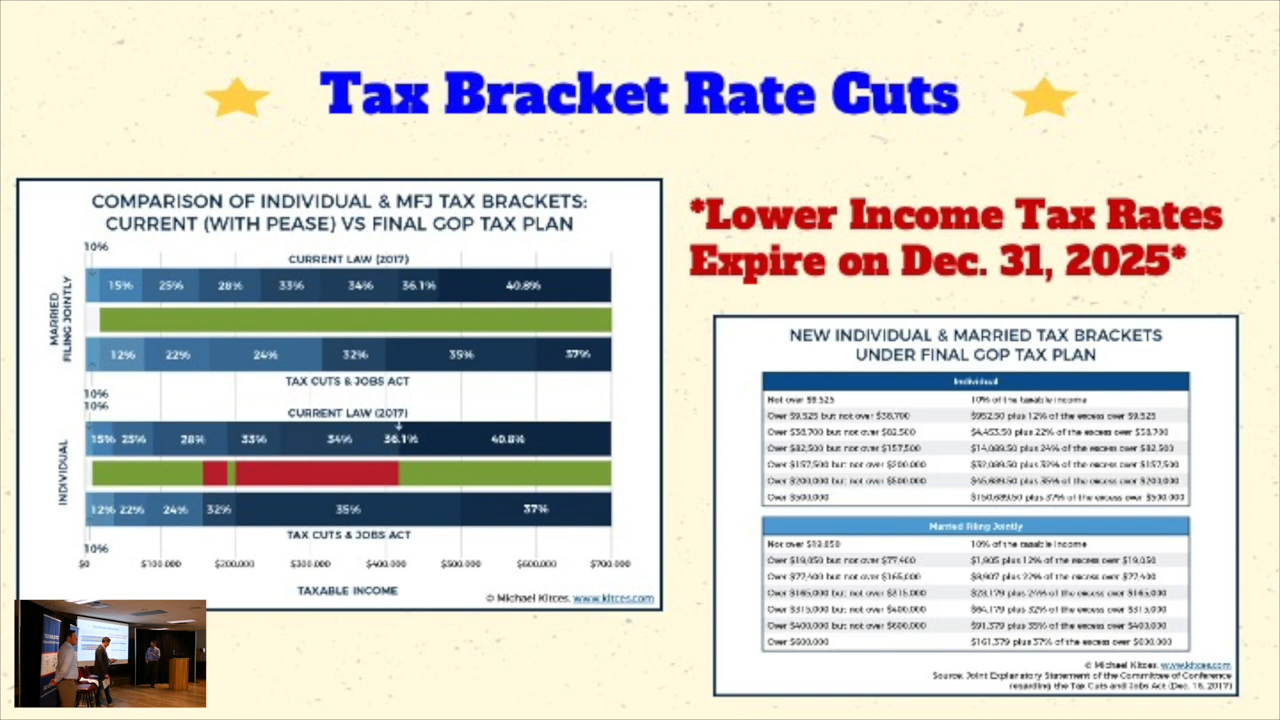 Tax Bracket Rate Cuts
COMPARISON OF INDIVIDUAL & MFJ TAX BRACKETS:
CURRENT (WITH PEASE) VS FINAL GOP TAX PLAN
10%
CURRENT LAW (2017)
MARRIED
FILING JOINTLY
15% 25% 28% 33% 34% 36.1% 40.8%
12% 22% 24% 32% 35% 37%
TAX CUTS & JOBS ACT
10%
10%
CURRENT LAW (2017)
INDIVIDUAL
15% 25% 28% 33% 34% 36.1% 40.8%
12% 22% 24% 32% 35% 37%
TAX CUTS & JOBS ACT
10%
$0 $100,000 $200,000 $300,000 $400,000 $500,000 $600,000 $700,000
TAXABLE INCOME
© Michael Kitces, www.kitces.com
*Lower Income Tax Rates
Expire on Dec. 31, 2025*
NEW INDIVIDUAL & MARRIED TAX BRACKETS
UNDER FINAL GOP TAX PLAN
Individual
Not over $9,525 10% of the taxable income
Over $9,525 but not over $38,700 $952.50 plus 12% of the excess over $9,525
Over $38,700 but not over $82,500 $4,453.50 plus 22% of the excess over $38,700
Over $82,500 but not over $157,500 $14,089.50 plus 24% of the excess over $82,500
Over $157,500 but not over $200,000 $32,089.50 plus 32% of the excess over $157,500
Over $200,000 but not over $500,000 $45,689.50 plus 35% of the excess over $200,000
Over $500,000 $150,689.50 plus 37% of the excess over $500,000
Married Filing Jointly
Not over 10% of the taxable income
Over $19,050 but not over $77,400 $1,905 plus 12% of the excess over $19,050
Over $77,400 but not over $165,000 $8,907 plus 22% of the excess over $77,400
Over $165,000 but not over $315,000 $28,179 plus 24% of the excess over $165,000
Over $315,000 but not over $400,000 $64,179 plus 32% of the excess over $315,000
Over $400,000 but not over $600,000 $91,379 plus 35% of the excess over $400,000
Over $600,000 $161,379 plus 37% of the excess over $600,000
© Michael Kitces, www.kitces.com
Source: Joint Explanatory Statement of the Committee of Conference
regarding the Tax Cuts and Jobs Act (Dec. 2017)